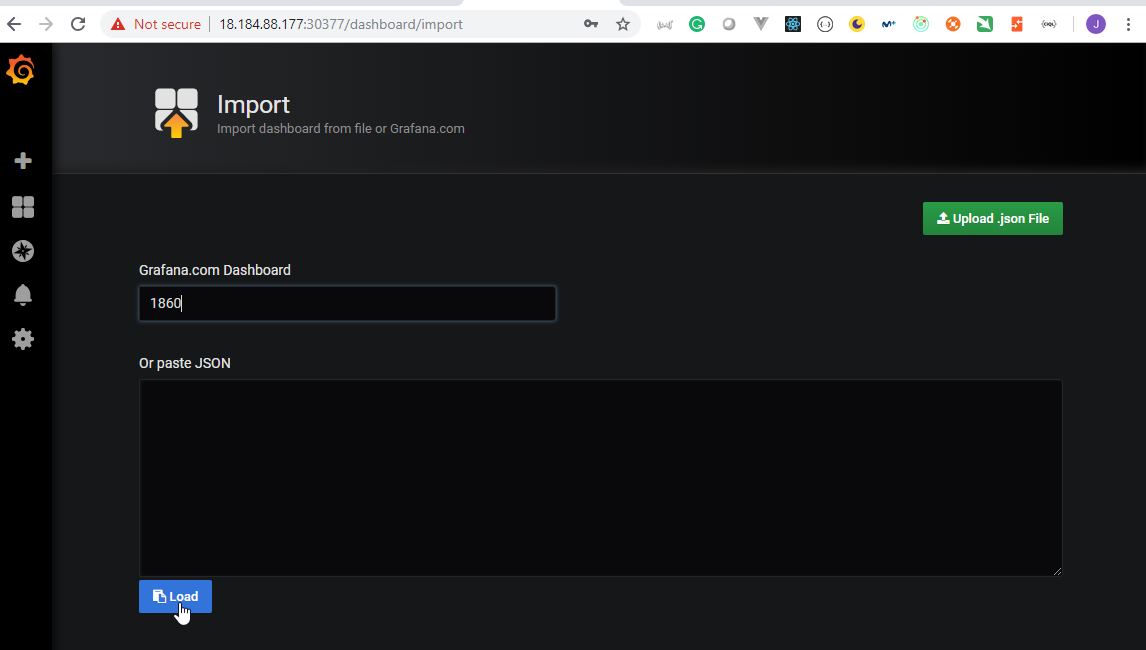 Not secure 18.184.88.177:30377/dashboard/import
J
Import
Import dashboard from file or Grafana.com
Upload .json File
Grafana.com Dashboard
1860
Or paste JSON
Load